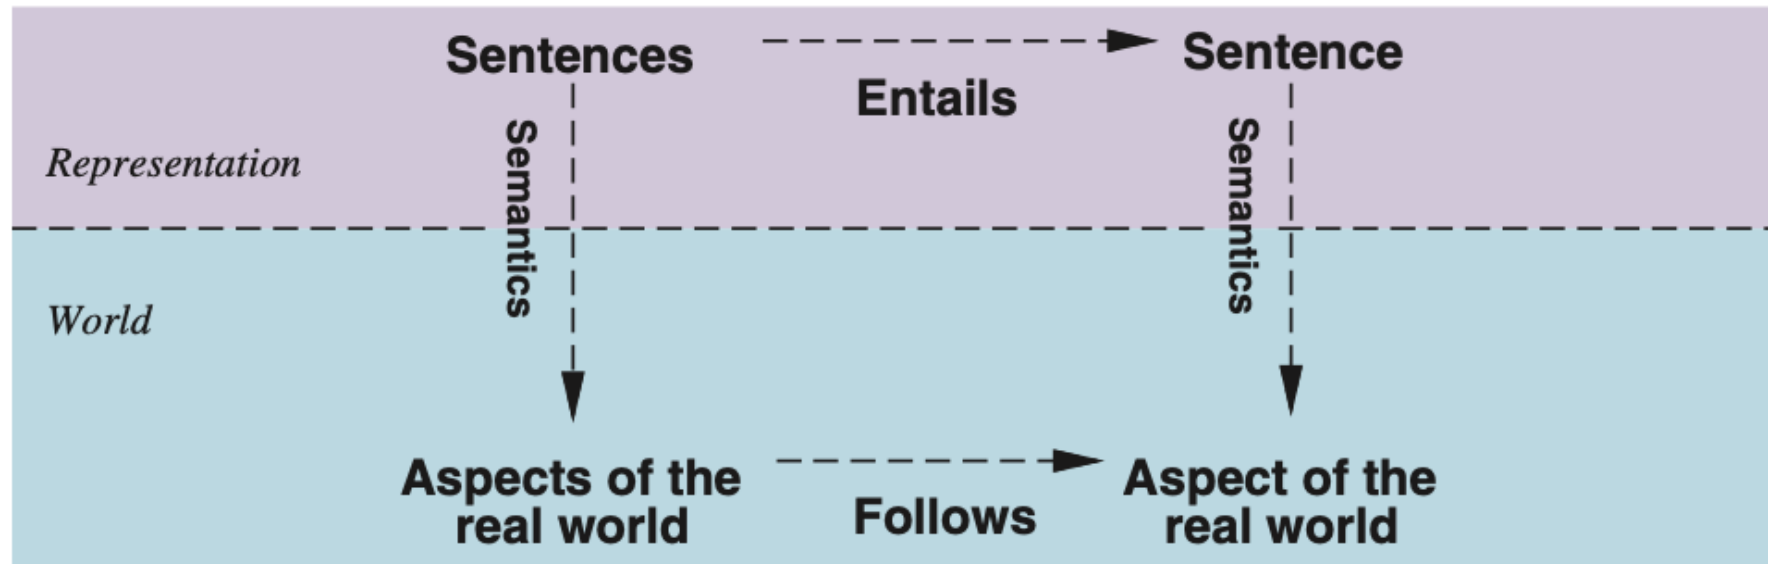 Sentences
Sentence
Entails
Semantics
Semantics
Representation
World
Aspects of the
real world
Follows
Aspect of the
real world